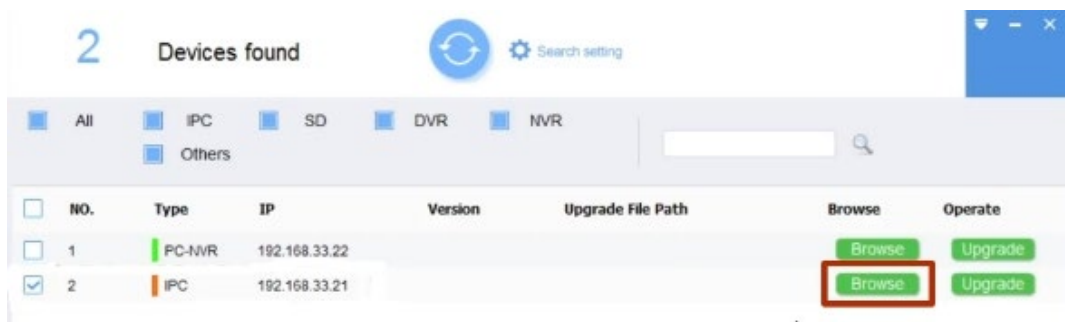 2 Devices found Search setting
All IPC SD DVR NVR
Others
NO. Type IP Version Upgrade File Path Browse Operate
1 PC-NVR 192.168.33.22 Browse Upgrade
2 IPC 192.168.33.21 Browse Upgrade